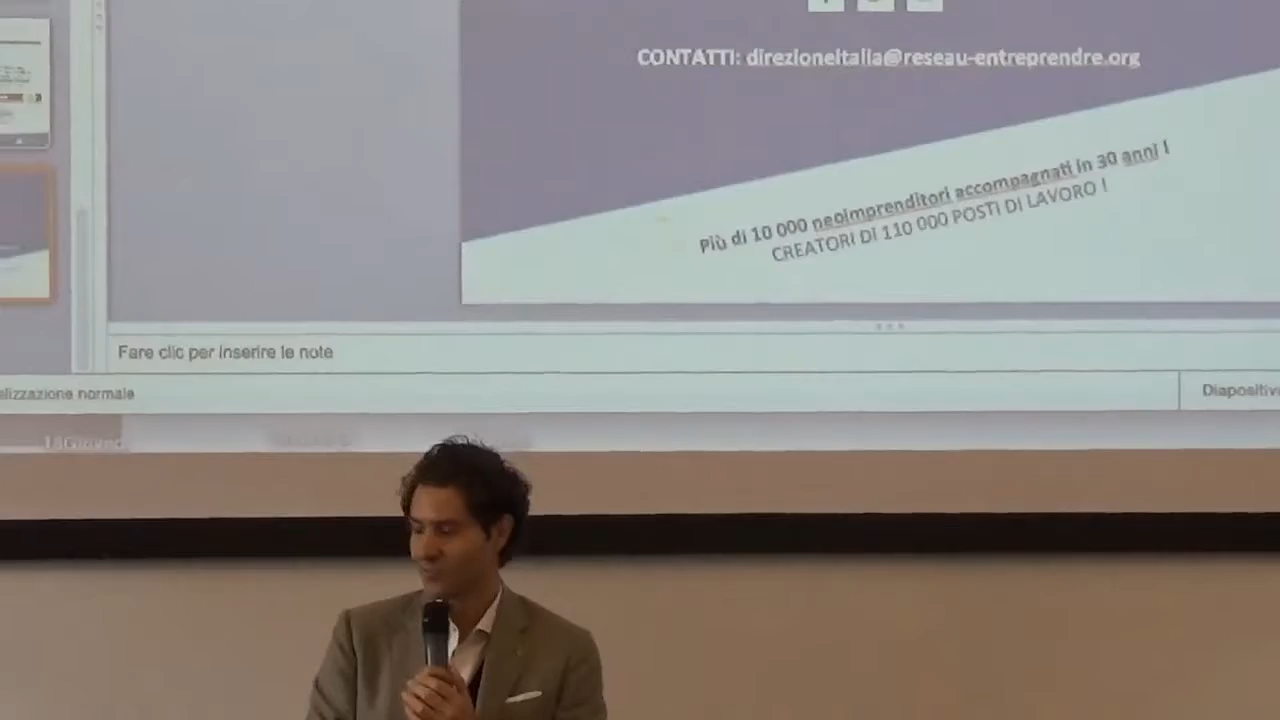 CONTATTI: direzioneitalia@reseau-entreprendre.org
Più di 10 000 neoimprenditori accompagnati in 30 anni !
CREATORI DI 110 000 POSTI DI LAVORO !
Fare clic per inserire le note
elizzazione normale
Diapositiva